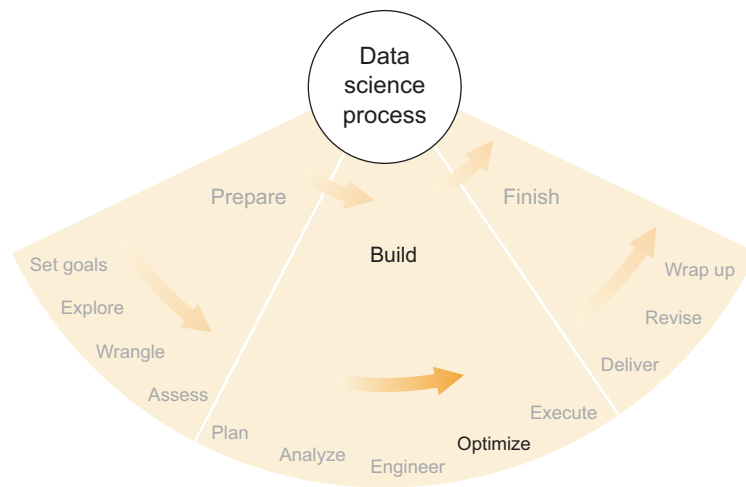 Data
science
process
Prepare
Finish
Build
Set goals
Explore
Wrangle
Assess
Plan
Analyze
Engineer
Optimize
Execute
Deliver
Revise
Wrap up